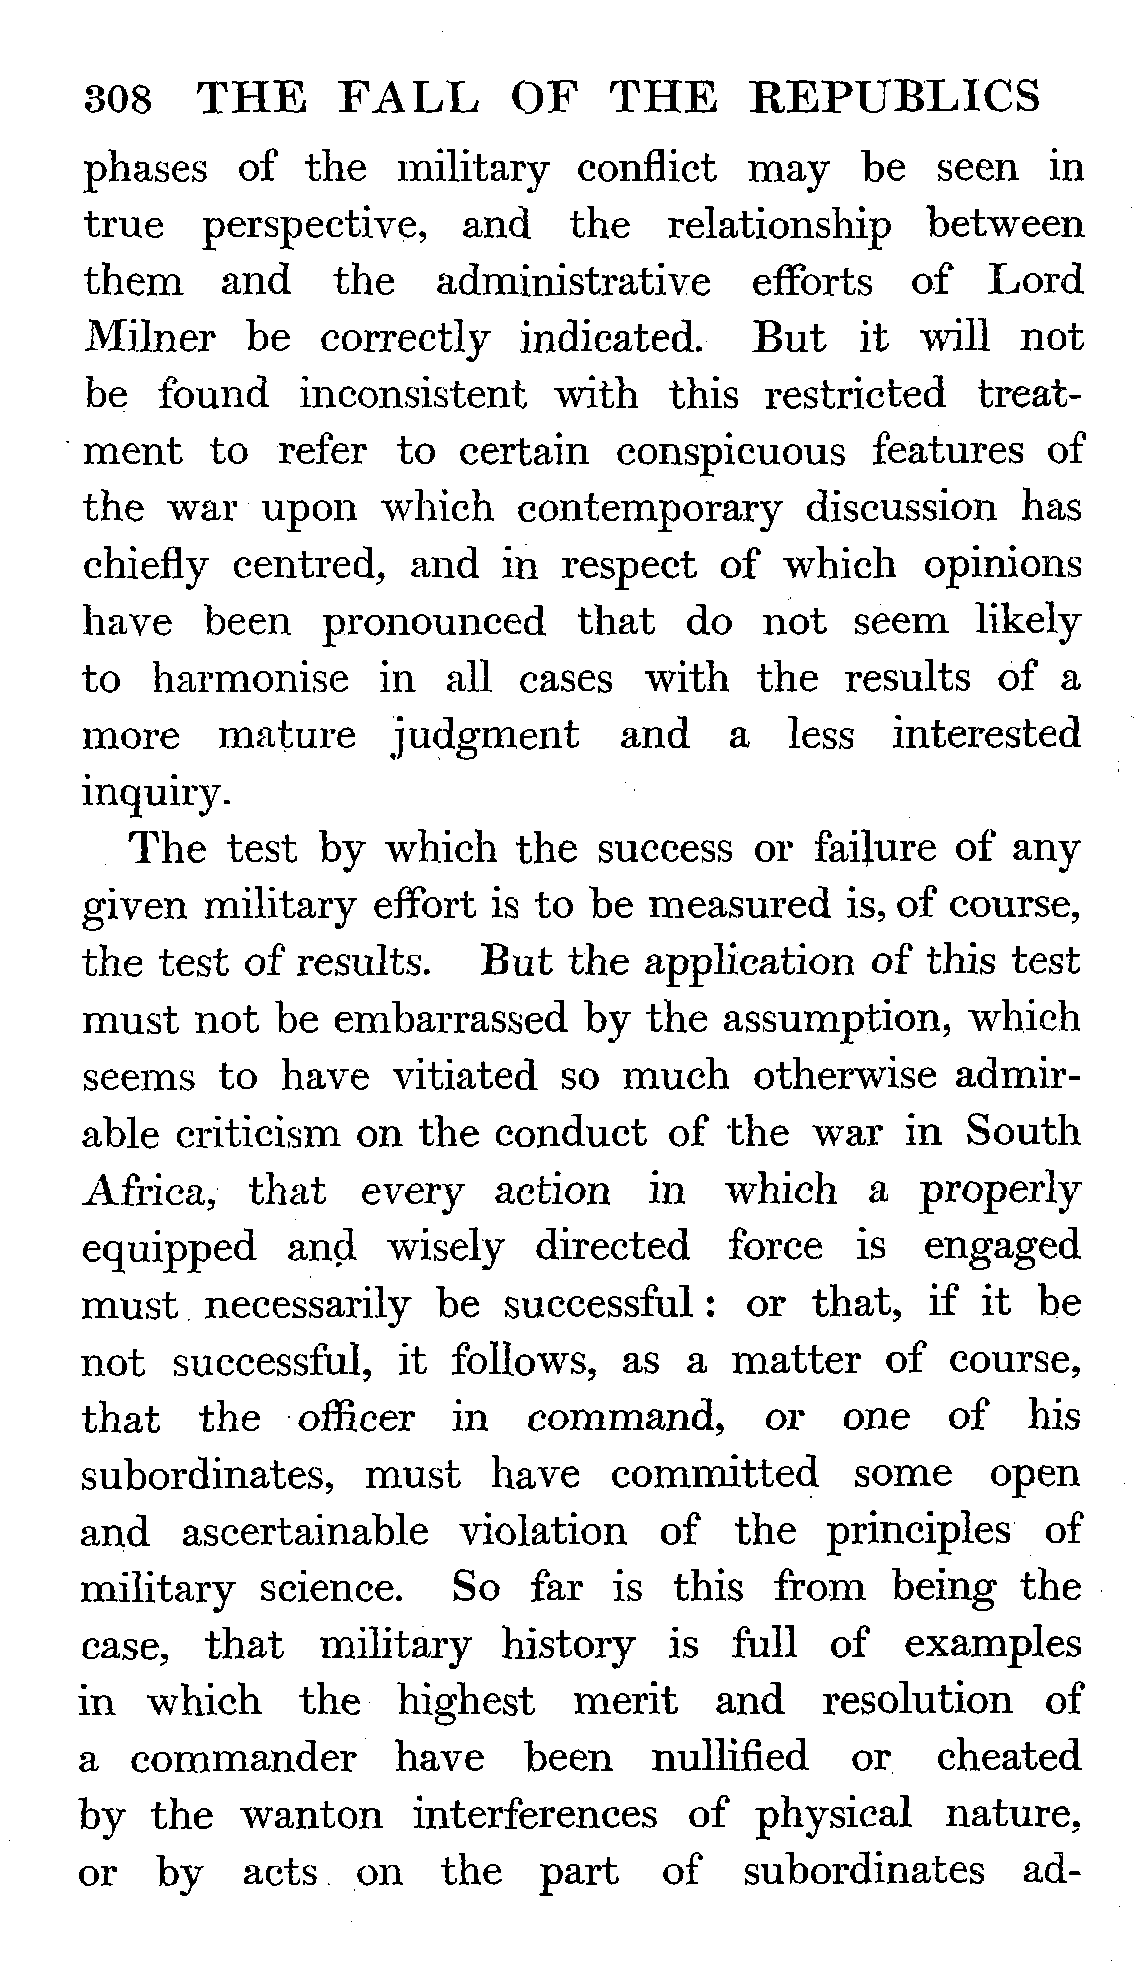 308 THE FALL OF THE REPUBLICS
phases of the military conflict may be seen in
true perspective, and the relationship between
them and the administrative efforts of Lord
Milner be correctly indicated. But it will not
be found inconsistent with this restricted treat-
ment to refer to certain conspicuous features of
the war upon which contemporary discussion has
chiefly centred, and in respect of which opinions
have been pronounced that do not seem likely
to harmonise in all cases with the results of a
more mature judgment and a less interested
inquiry.
The test by which the success or failure of any
given military effort is to be measured is, of course,
the test of results. But the application of this test
must not be embarrassed by the assumption, which
seems to have vitiated so much otherwise admir-
able criticism on the conduct of the war in South
Africa, that every action in which a properly
equipped and wisely directed force is engaged
must necessarily be successful : or that, if it be
not successful, it follows, as a matter of course,
that the officer in command, or one of his
subordinates, must have committed some open
and ascertainable violation of the principles of
military science. So far is this from being the
case, that military history is full of examples
in which the highest merit and resolution of
a commander have been nullified or cheated
by the wanton interferences of physical nature,
or by acts on the part of subordinates ad-